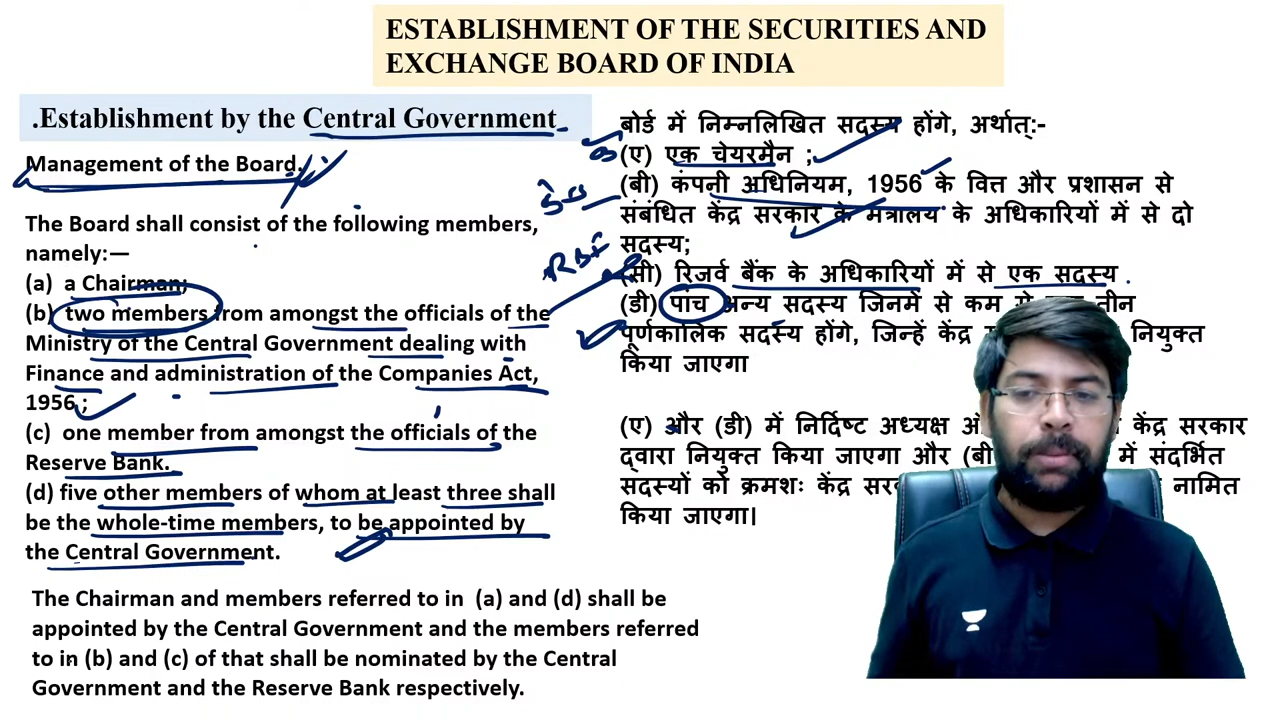 ESTABLISHMENT OF THE SECURITIES AND
EXCHANGE BOARD OF INDIA
.Establishment by the Central Government
Management of the Board.
The Board shall consist of the following members,
namely:—
(a) a Chairman;
(b) two members from amongst the officials of the
Ministry of the Central Government dealing with
Finance and administration of the Companies Act,
1956 ;
(c) one member from amongst the officials of the
Reserve Bank.
(d) five other members of whom at least three shall
be the whole-time members, to be appointed by
the Central Government.
The Chairman and members referred to in (a) and (d) shall be
appointed by the Central Government and the members referred
to in (b) and (c) of that shall be nominated by the Central
Government and the Reserve Bank respectively.
बोर्ड में निम्नलिखित सदस्य होंगे, अर्थात्:-
(ए) एक चेयरमैन ;
(बी) कंपनी अधिनियम, 1956 के वित्त और प्रशासन से
संबंधित केंद्र सरकार के मंत्रालय के अधिकारियों में से दो
सदस्य;
(सी) रिजर्व बैंक के अधिकारियों में से एक सदस्य .
(डी) पांच अन्य सदस्य जिनमें से कम तीन
पूर्णकालिक सदस्य होंगे, जिन्हें केंद्र नियुक्त
किया जाएगा
(ए) और (डी) में निर्दिष्ट अध्यक्ष केंद्र सरकार
द्वारा नियुक्त किया जाएगा और (बी में संदर्भित
सदस्यों को क्रमशः केंद्र नामित
किया जाएगा।